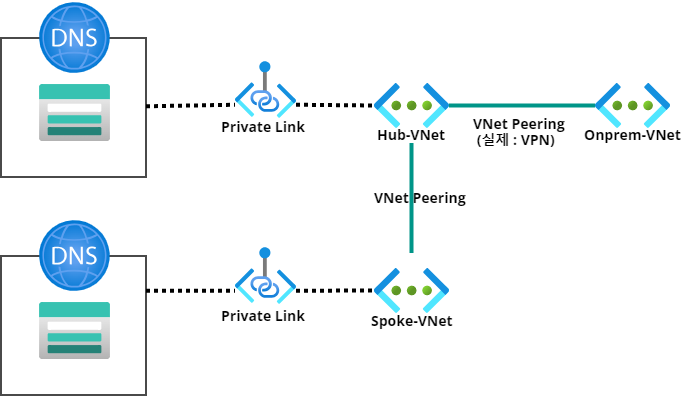 DNS
Private Link
Hub-VNet
VNet Peering
(실제 : VPN)
Onprem-VNet
VNet Peering
DNS
Private Link
Spoke-VNet